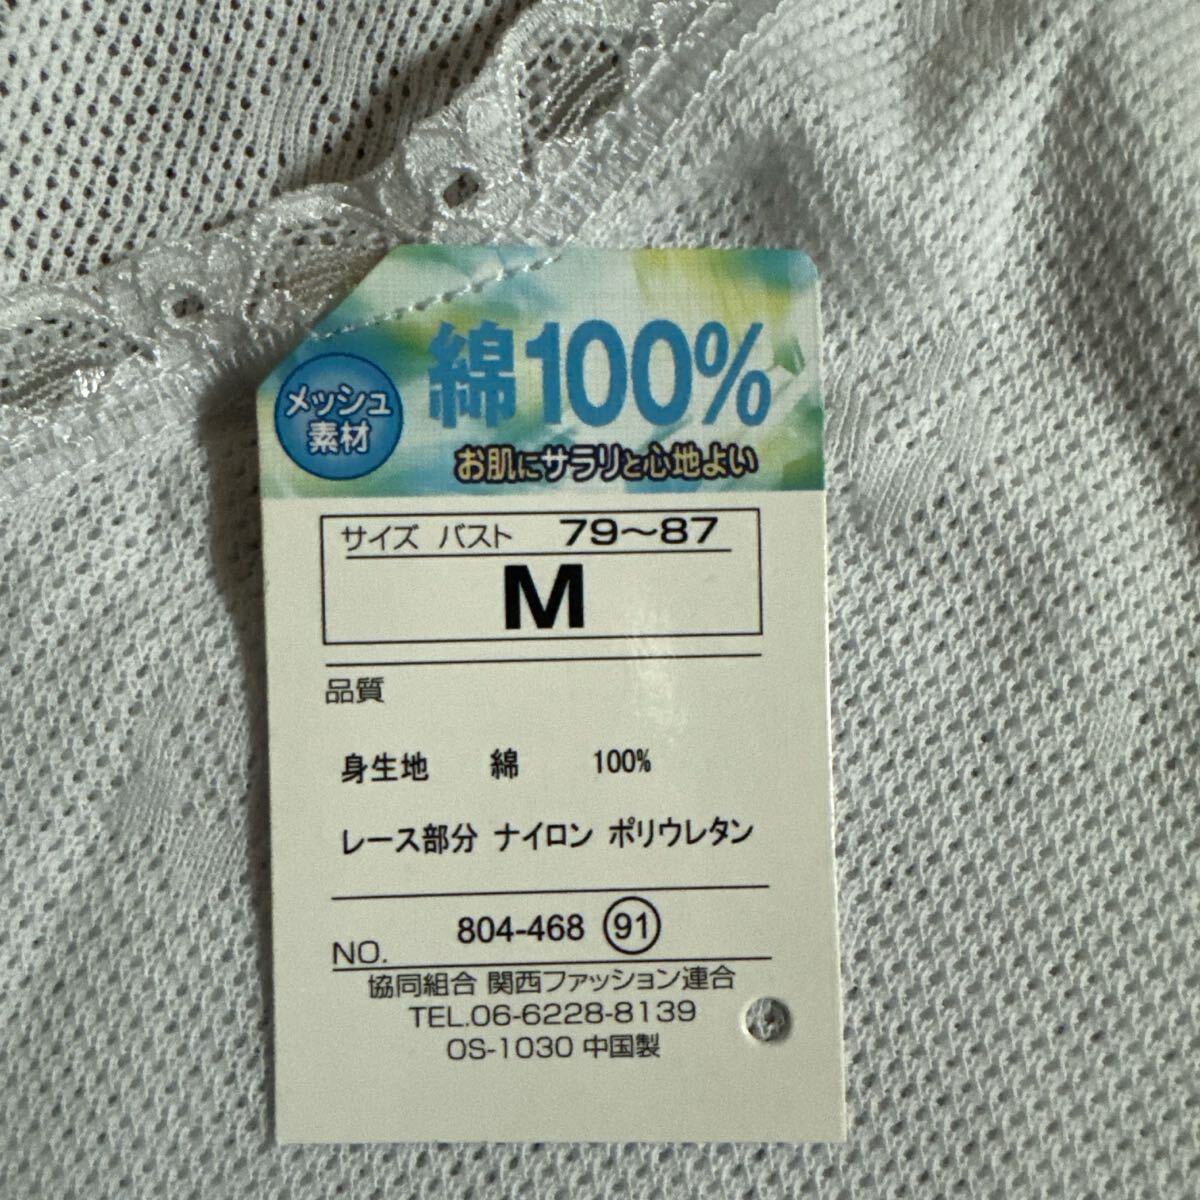 綿100%
メッシュ
素材
お肌にサラリと心地よい
サイズ バスト 79〜87
M
品質
身生地 綿 100%
レース部分 ナイロン ポリウレタン
NO. 804-468 ㊈1
協同組合 関西ファッション連合
TEL.06-6228-8139
OS-1030 中国製